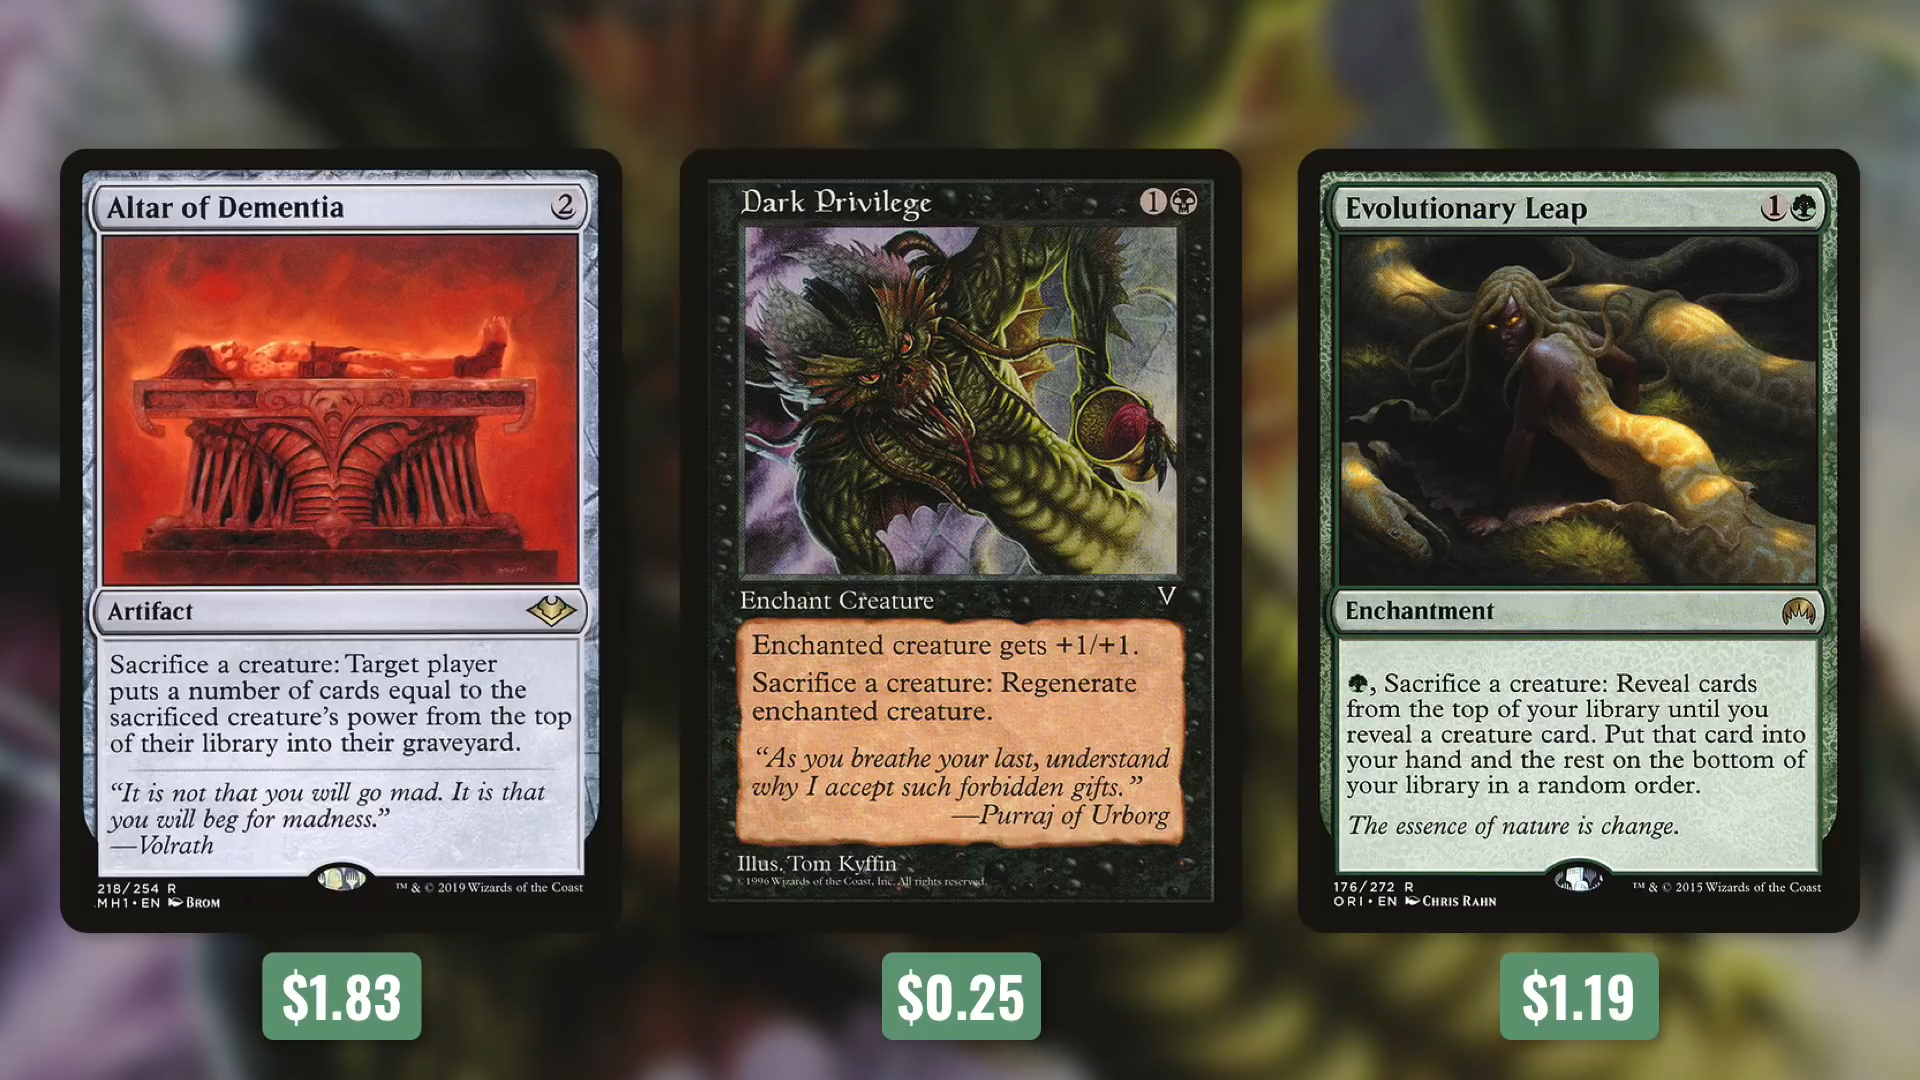 Altar of Dementia 2
Artifact
Sacrifice a creature: Target player
puts a number of cards equal to the
sacrificed creature's power from the top
of their library into their graveyard.
"It is not that you will go mad. It is that
you will beg for madness."
—Volrath
218/254 R
MH1 • EN BROM
™ & © 2019 Wizards of the Coast
$1.83
Dark Privilege 1
Enchant Creature V
Enchanted creature gets +1/+1.
Sacrifice a creature: Regenerate
enchanted creature.
"As you breathe your last, understand
why I accept such forbidden gifts."
—Purraj of Urborg
Illus. Tom Kyffin
© 1996 Wizards of the Coast, Inc. All rights reserved.
$0.25
Evolutionary Leap 1
Enchantment
, Sacrifice a creature: Reveal cards
from the top of your library until you
reveal a creature card. Put that card into
your hand and the rest on the bottom of
your library in a random order.
The essence of nature is change.
176/272 R
ORI • EN CHRIS RAHN
™ & © 2015 Wizards of the Coast
$1.19